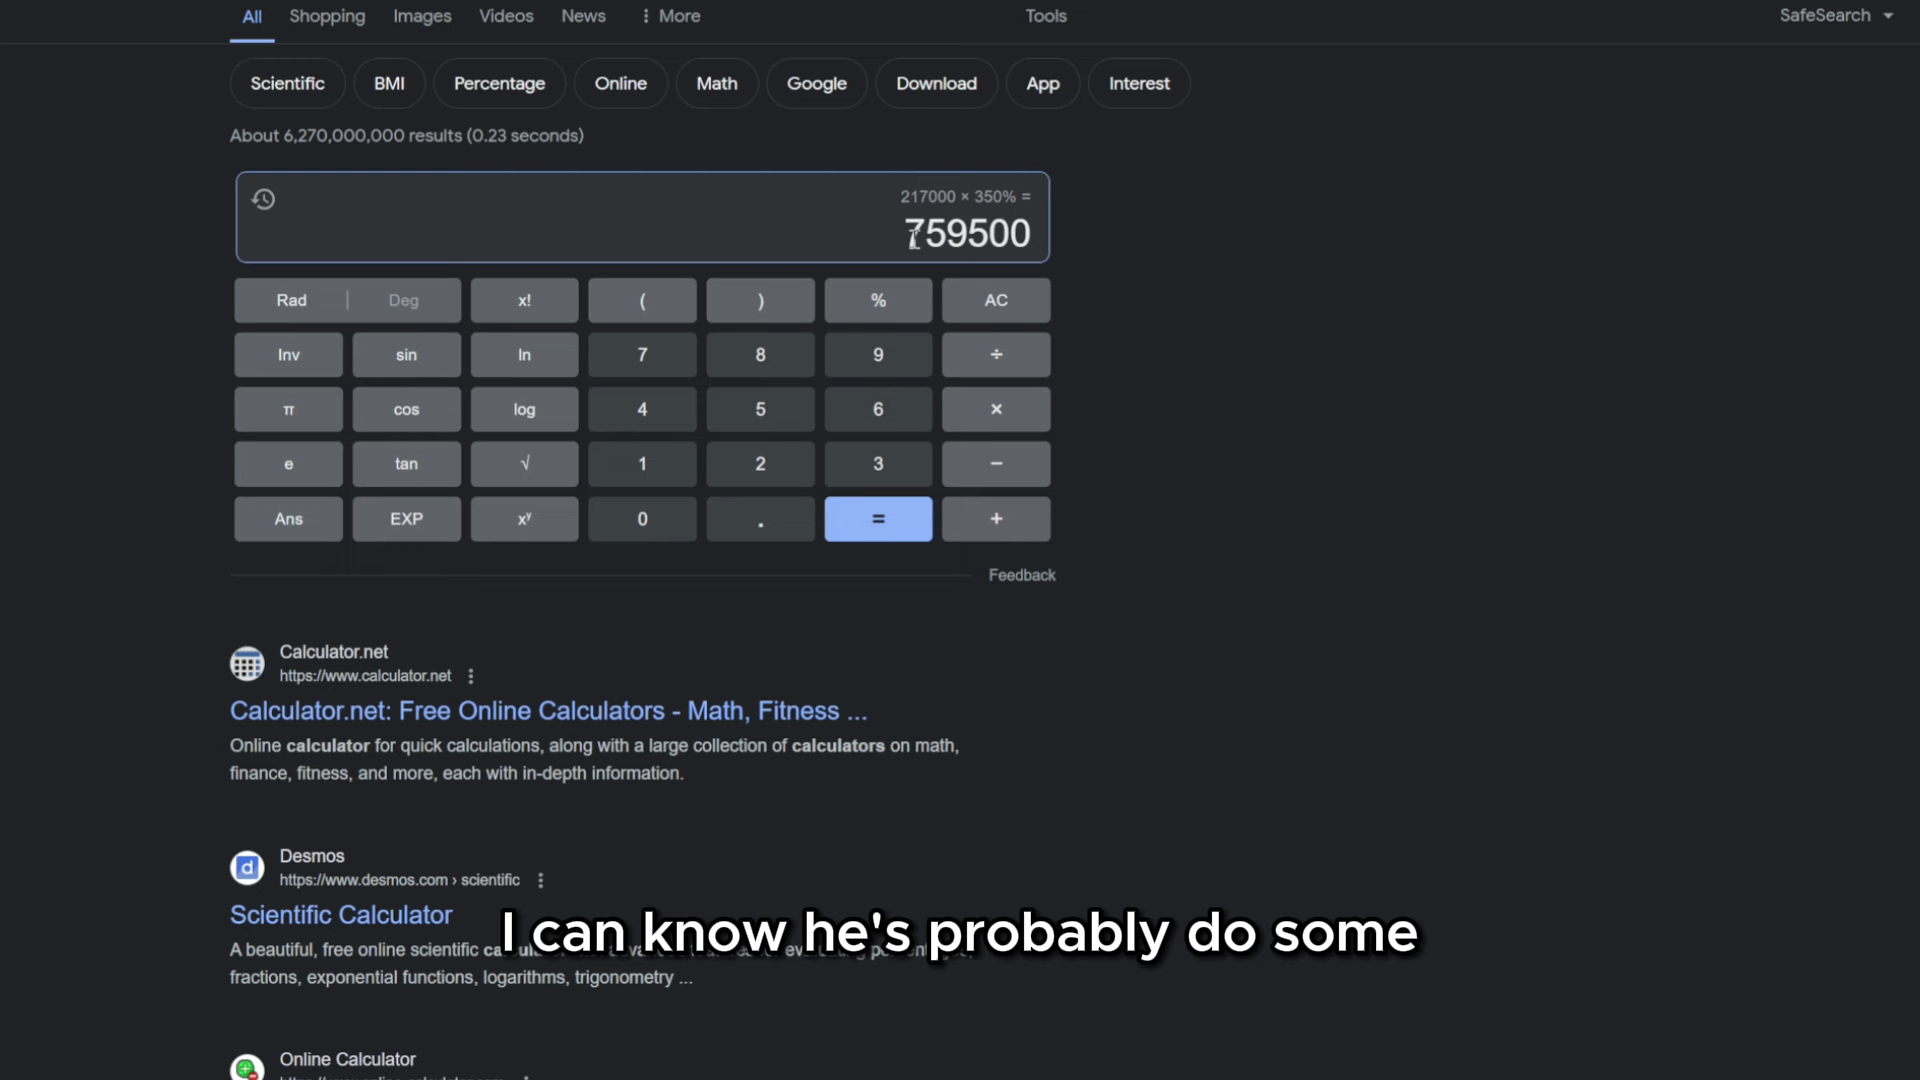 All Shopping Images Videos News More Tools SafeSearch
Scientific BMI Percentage Online Math Google Download App Interest
About 6,270,000,000 results (0.23 seconds)
217000 × 350% =
759500
Rad | Deg x! ( ) % AC
Inv sin ln 7 8 9 ÷
π cos log 4 5 6 ×
e tan √ 1 2 3 −
Ans EXP xʸ 0 . = +
Feedback
Calculator.net
https://www.calculator.net
Calculator.net: Free Online Calculators - Math, Fitness ...
Online calculator for quick calculations, along with a large collection of calculators on math,
finance, fitness, and more, each with in-depth information.
Desmos
https://www.desmos.com › scientific
Scientific Calculator
I can know he's probably do some
A beautiful, free online scientific
fractions, exponential functions, logarithms, trigonometry ...
Online Calculator